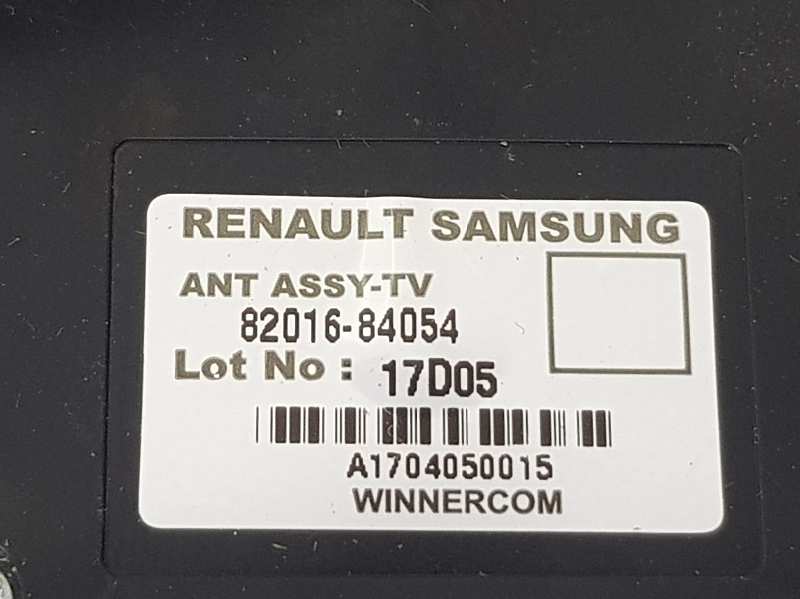 RENAULT SAMSUNG
ANT ASSY-TV
82016-84054
Lot No : 17D05
A1704050015
WINNERCOM